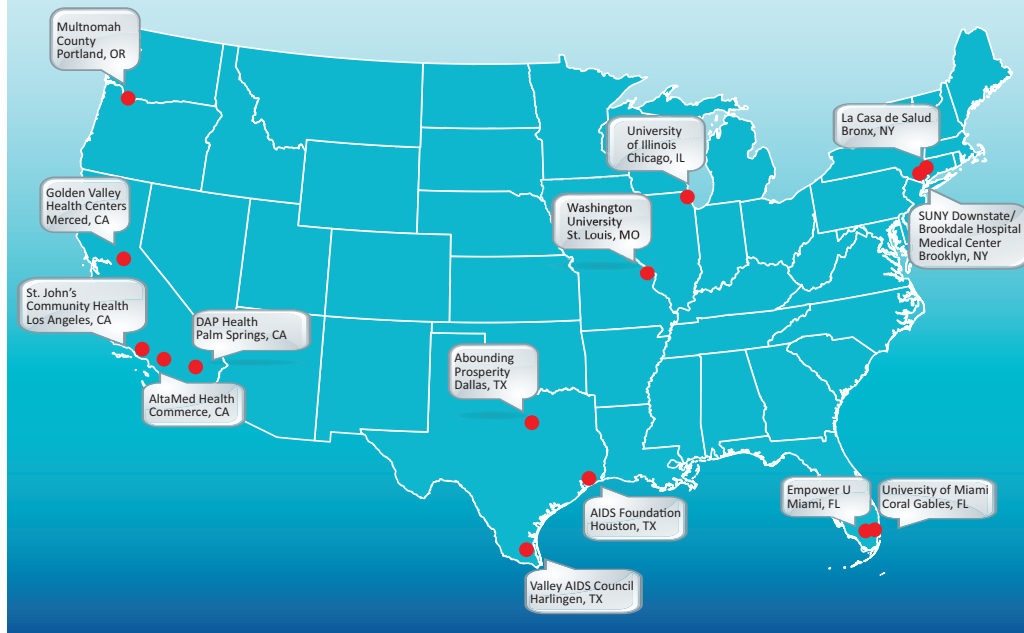 Multnomah
County
Portland, OR
La Casa de Salud
Bronx, NY
University
of Illinois
Chicago, IL
Golden Valley
Health Centers
Merced, CA
Washington
University
St. Louis, MO
SUNY Downstate/
Brookdale Hospital
Medical Center
Brooklyn, NY
St. John's
Community Health
Los Angeles, CA
DAP Health
Palm Springs, CA
Abounding
Prosperity
Dallas, TX
AltaMed Health
Commerce, CA
Empower U
Miami, FL
University of Miami
Coral Gables, FL
AIDS Foundation
Houston, TX
Valley AIDS Council
Harlingen, TX